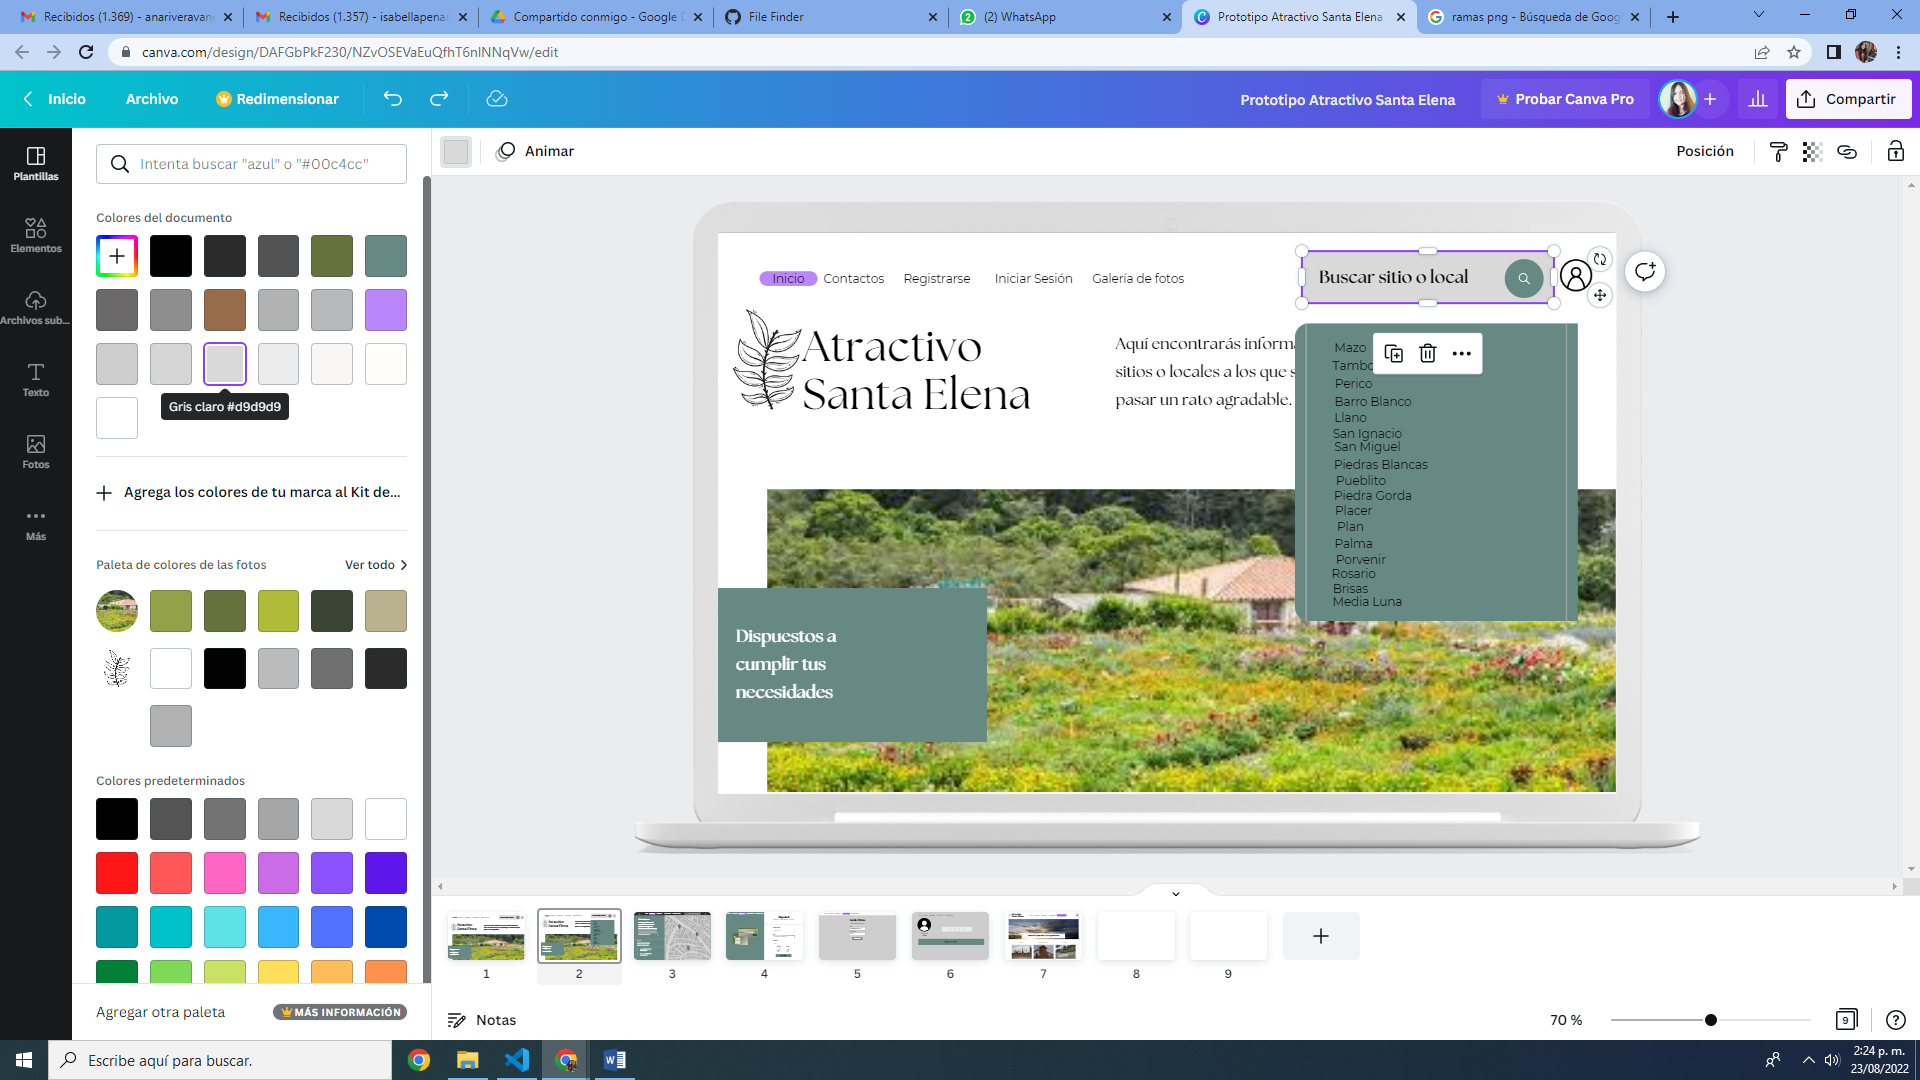 Recibidos (1.369) - anariveravan
Recibidos (1.357) - isabellapenar
Compartido conmigo - Google D
File Finder
(2) WhatsApp
Prototipo Atractivo Santa Elena
ramas png - Búsqueda de Goog
canva.com/design/DAFGbPkF230/NZvOSEVaEuQfhT6nINNqVw/edit
Inicio
Archivo
Redimensionar
Prototipo Atractivo Santa Elena
Probar Canva Pro
Compartir
Plantillas
Elementos
Archivos sub...
Texto
Fotos
Más
Intenta buscar "azul" o "#00c4cc"
Colores del documento
Gris claro #d9d9d9
Agrega los colores de tu marca al Kit de...
Paleta de colores de las fotos
Ver todo
Colores predeterminados
Agregar otra paleta
MÁS INFORMACIÓN
Animar
Posición
Inicio
Contactos
Registrarse
Iniciar Sesión
Galería de fotos
Buscar sitio o local
Atractivo
Santa Elena
Aquí encontrarás informa
sitios o locales a los que s
pasar un rato agradable.
Mazo
Tambo
Perico
Barro Blanco
Llano
San Ignacio
San Miguel
Piedras Blancas
Pueblito
Piedra Gorda
Placer
Plan
Palma
Porvenir
Rosario
Brisas
Media Luna
Dispuestos a
cumplir tus
necesidades
1
2
3
4
5
6
7
8
9
Notas
70 %
9
Escribe aquí para buscar.
2:24 p. m.
23/08/2022